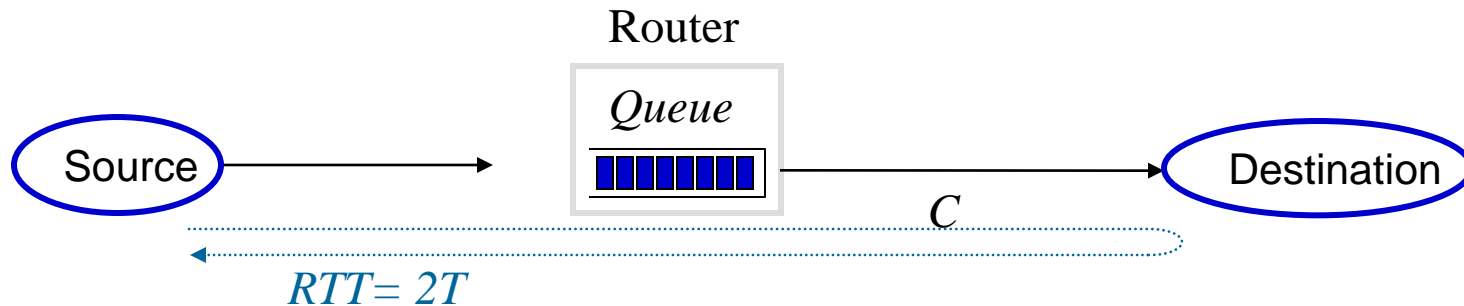 Router
Queue
Source
Destination
C
RTT= 2T